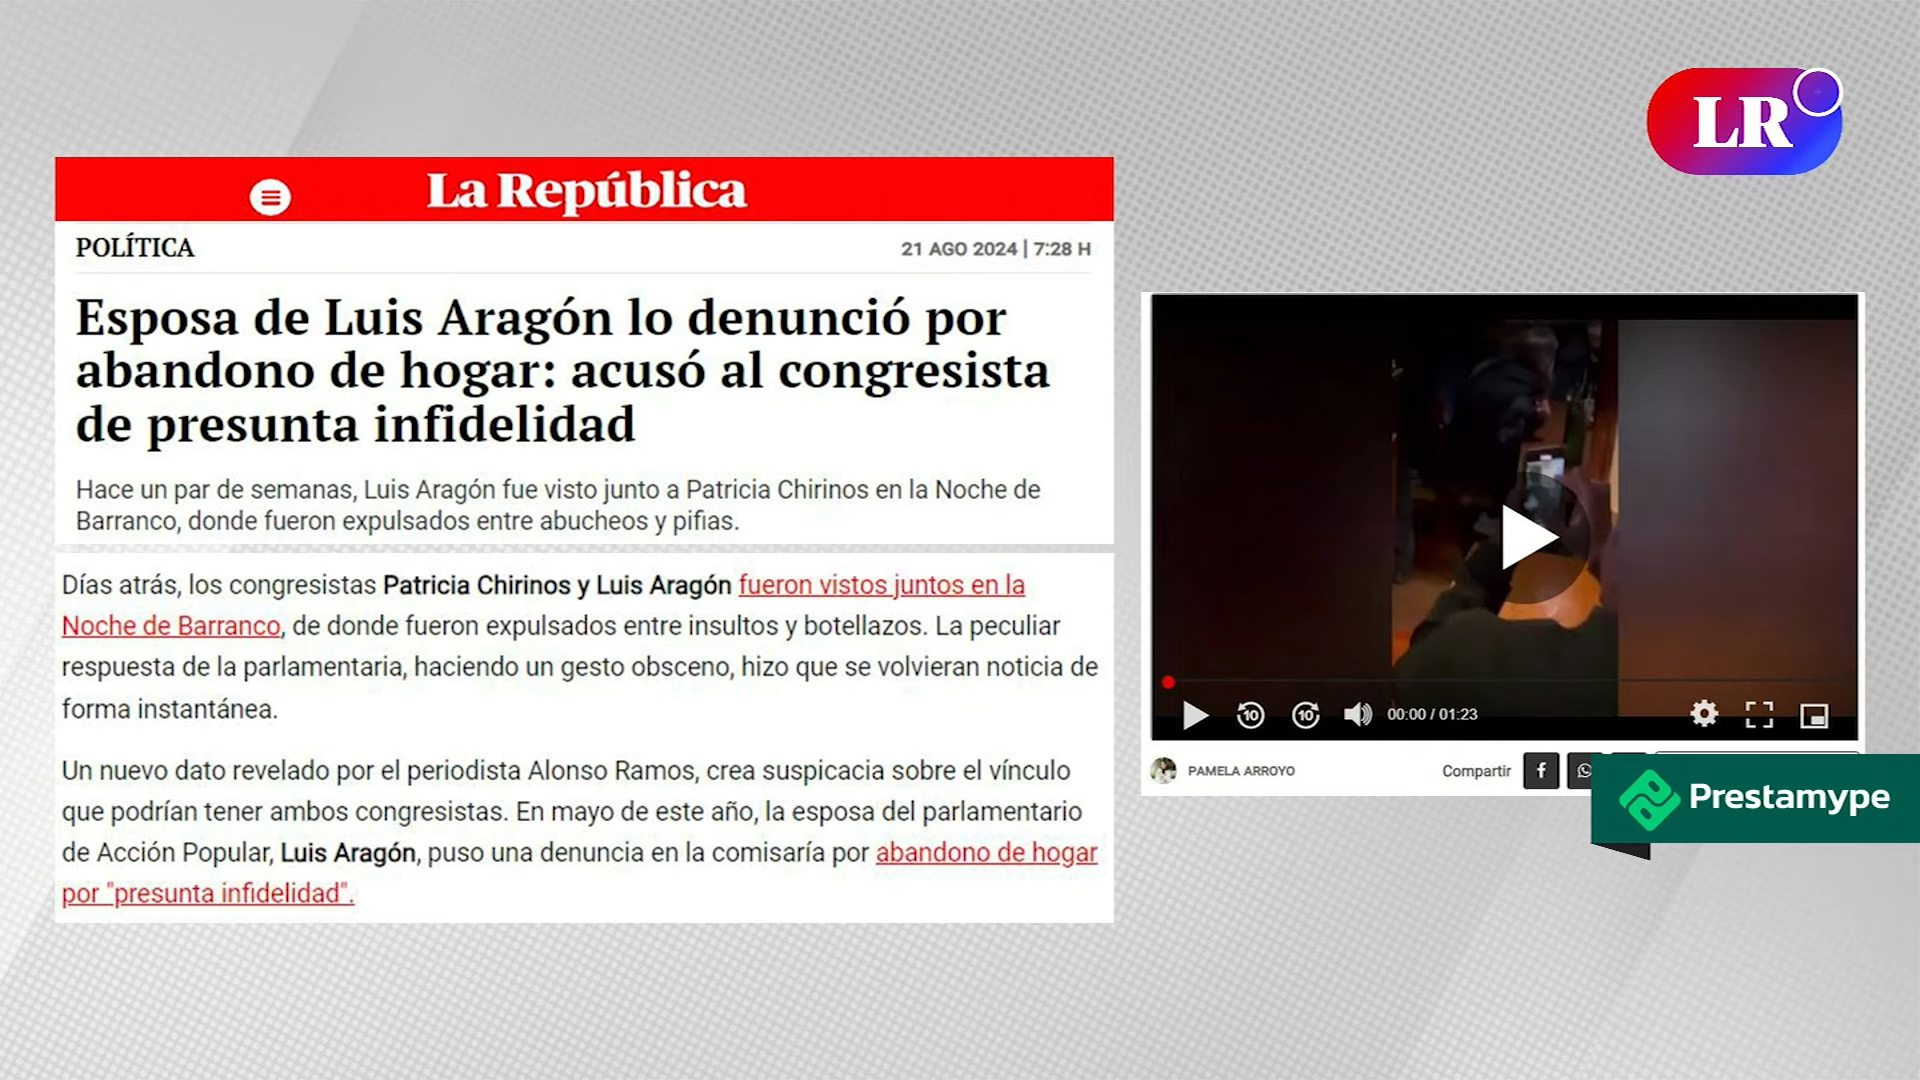 LR
La República
POLÍTICA
21 AGO 2024 | 7:28 H
Esposa de Luis Aragón lo denunció por
abandono de hogar: acusó al congresista
de presunta infidelidad
Hace un par de semanas, Luis Aragón fue visto junto a Patricia Chirinos en la Noche de
Barranco, donde fueron expulsados entre abucheos y pifias.
Días atrás, los congresistas Patricia Chirinos y Luis Aragón fueron vistos juntos en la
Noche de Barranco, de donde fueron expulsados entre insultos y botellazos. La peculiar
respuesta de la parlamentaria, haciendo un gesto obsceno, hizo que se volvieran noticia de
forma instantánea.
Un nuevo dato revelado por el periodista Alonso Ramos, crea suspicacia sobre el vínculo
que podrían tener ambos congresistas. En mayo de este año, la esposa del parlamentario
de Acción Popular, Luis Aragón, puso una denuncia en la comisaría por abandono de hogar
por "presunta infidelidad".
10
10
00:00 / 01:23
PAMELA ARROYO
Compartir
f
Prestamype